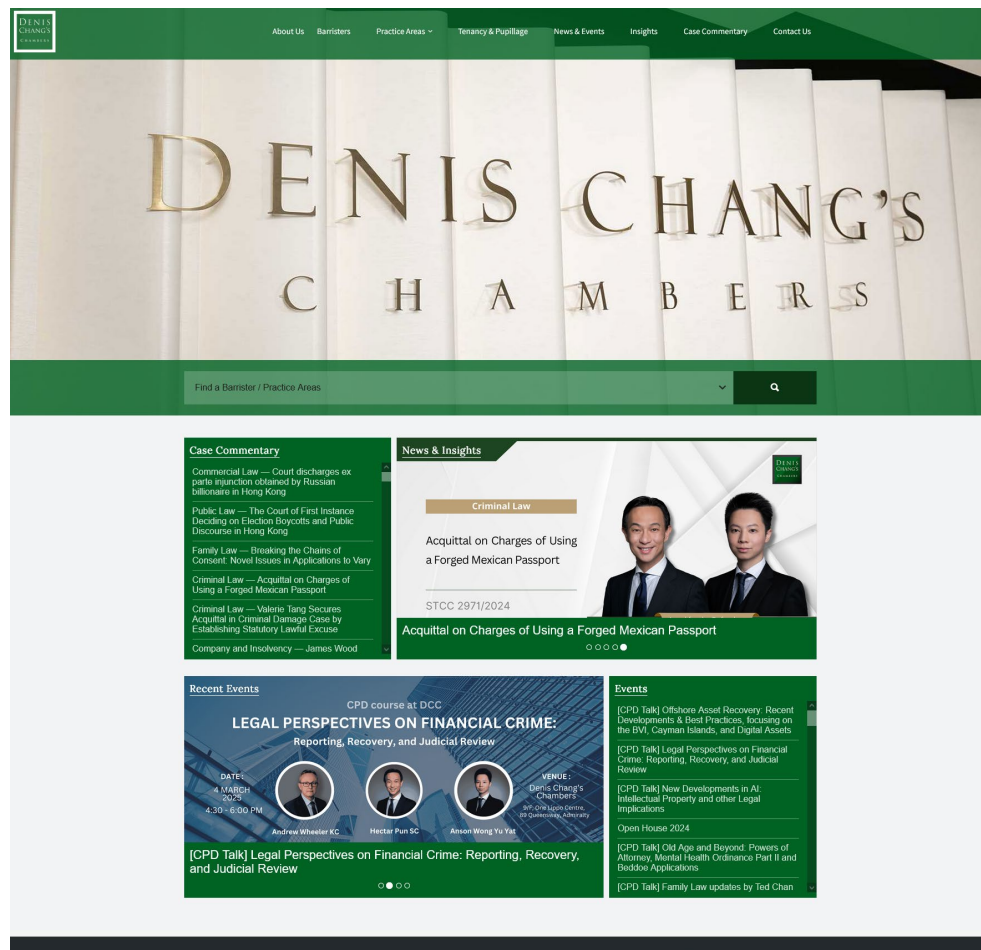 DENIS
CHANG'S
CHAMBERS
About Us Barristers Practice Areas Tenancy & Pupillage News & Events Insights Case Commentary Contact Us
DENIS CHANG'S
CHAMBERS
Find a Barrister / Practice Areas
Case Commentary
Commercial Law — Court discharges ex
parte injunction obtained by Russian
billionaire in Hong Kong
Public Law — The Court of First Instance
Deciding on Election Boycotts and Public
Discourse in Hong Kong
Family Law — Breaking the Chains of
Consent: Novel Issues in Applications to Vary
Criminal Law — Acquittal on Charges of
Using a Forged Mexican Passport
Criminal Law — Valerie Tang Secures
Acquittal in Criminal Damage Case by
Establishing Statutory Lawful Excuse
Company and Insolvency — James Wood
News & Insights
DENIS
CHANG'S
CHAMBERS
Criminal Law
Acquittal on Charges of Using
a Forged Mexican Passport
STCC 2971/2024
Acquittal on Charges of Using a Forged Mexican Passport
Recent Events
CPD course at DCC
LEGAL PERSPECTIVES ON FINANCIAL CRIME:
Reporting, Recovery, and Judicial Review
DATE:
4 MARCH
2025
4:30 - 6:00 PM
Andrew Wheeler KC
Hectar Pun SC
Anson Wong Yu Yat
VENUE:
Denis Chang's
Chambers
9/F, One Lippo Centre,
89 Queensway, Admiralty
[CPD Talk] Legal Perspectives on Financial Crime: Reporting, Recovery,
and Judicial Review
Events
[CPD Talk] Offshore Asset Recovery: Recent
Developments & Best Practices, focusing on
the BVI, Cayman Islands, and Digital Assets
[CPD Talk] Legal Perspectives on Financial
Crime: Reporting, Recovery, and Judicial
Review
[CPD Talk] New Developments in AI:
Intellectual Property and other Legal
Implications
Open House 2024
[CPD Talk] Old Age and Beyond: Powers of
Attorney, Mental Health Ordinance Part II and
Beddoe Applications
[CPD Talk] Family Law updates by Ted Chan